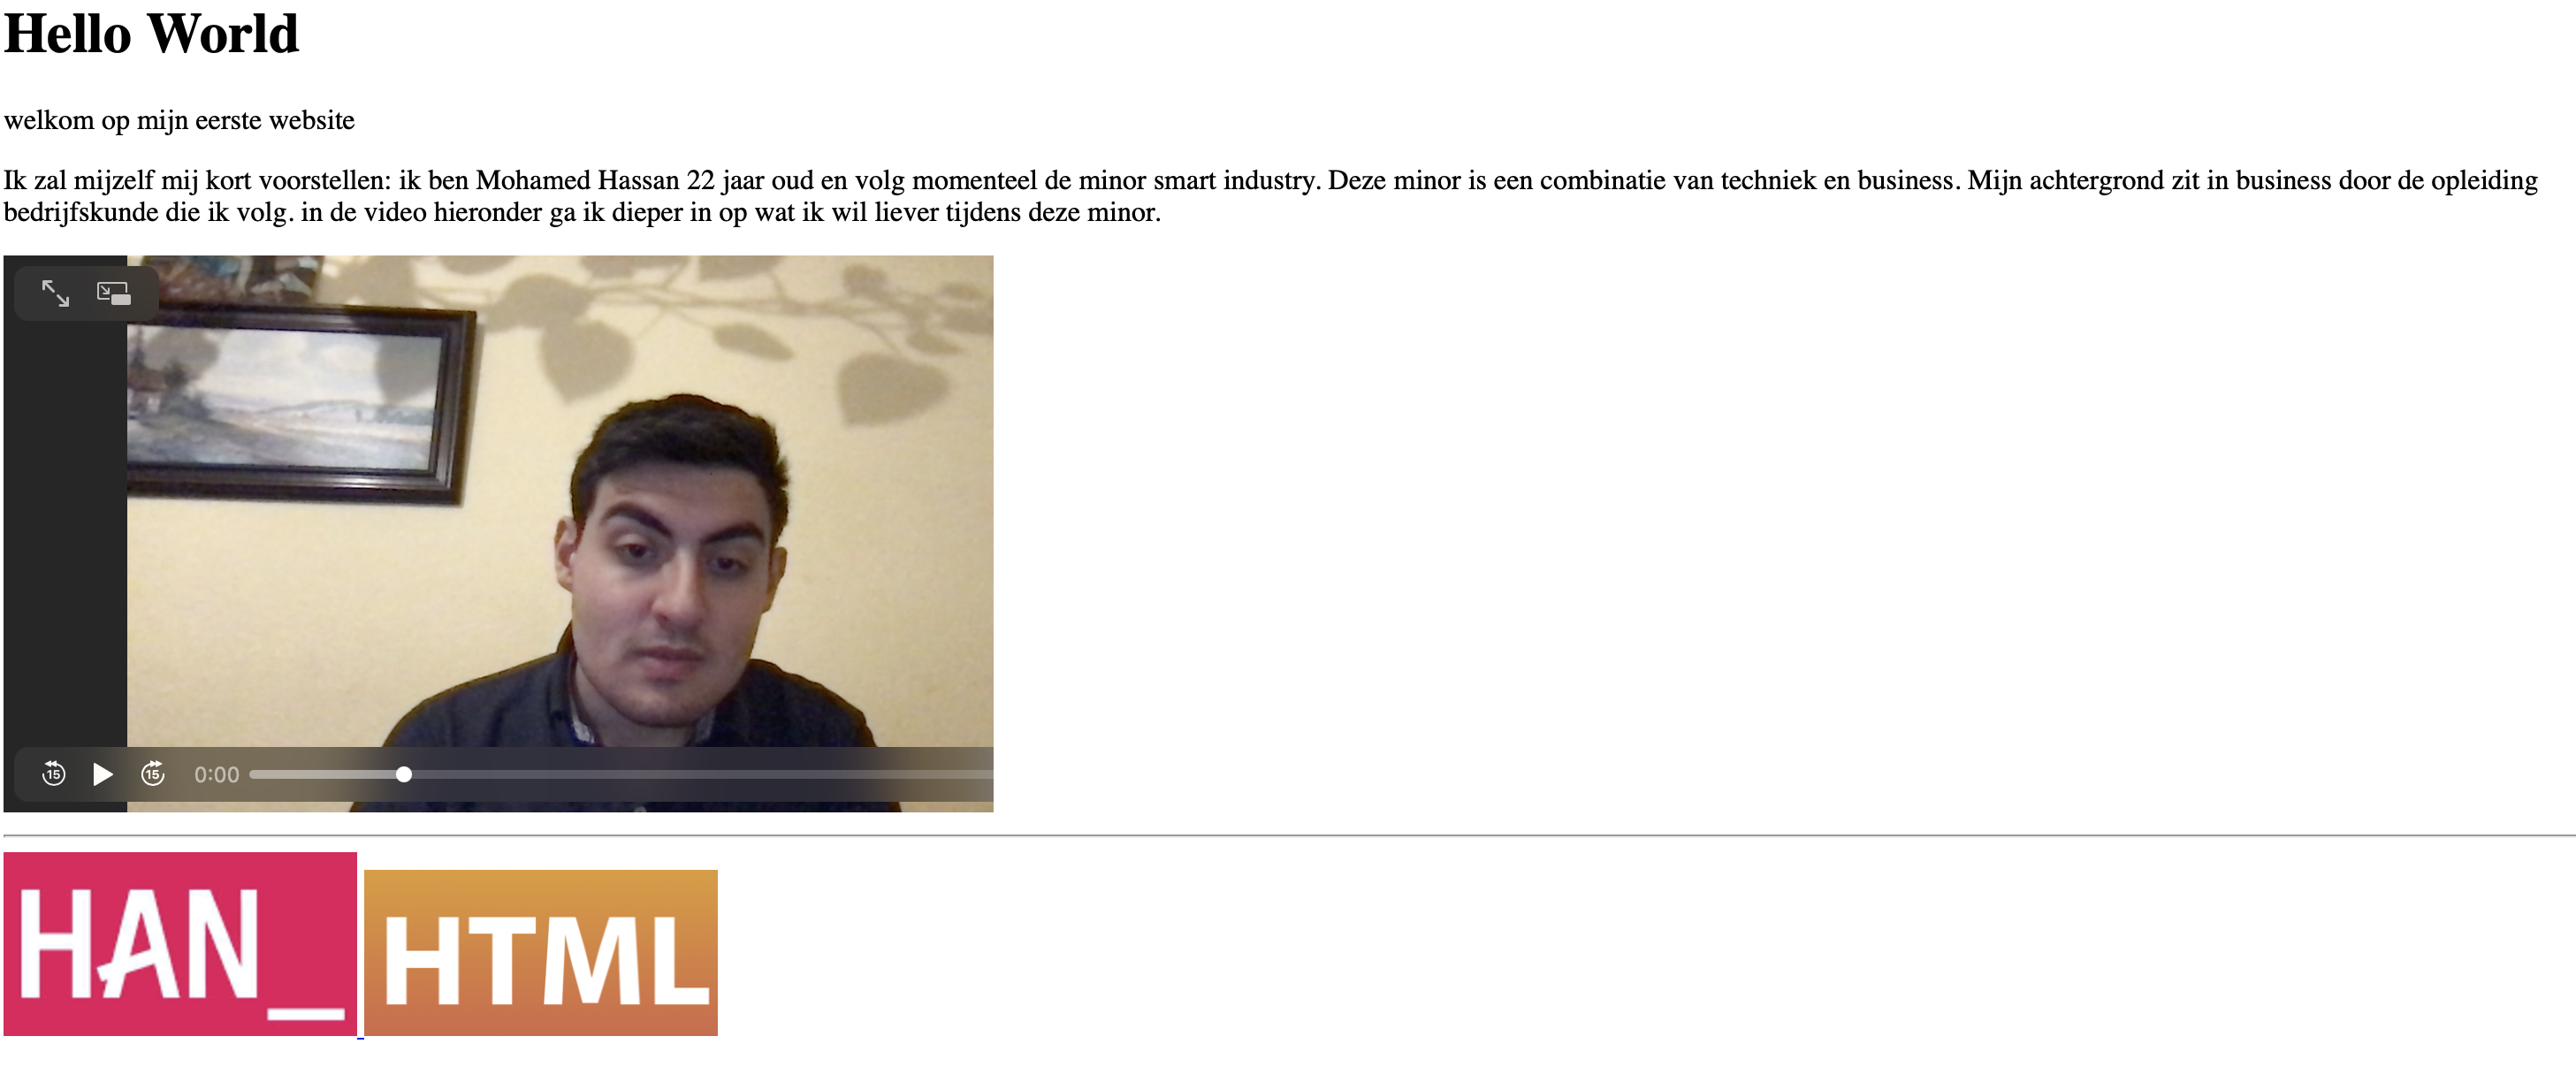 Hello World
welkom op mijn eerste website
Ik zal mijzelf mij kort voorstellen: ik ben Mohamed Hassan 22 jaar oud en volg momenteel de minor smart industry. Deze minor is een combinatie van techniek en business. Mijn achtergrond zit in business door de opleiding
bedrijfskunde die ik volg. in de video hieronder ga ik dieper in op wat ik wil liever tijdens deze minor.
15 15 0:00
HAN_ HTML